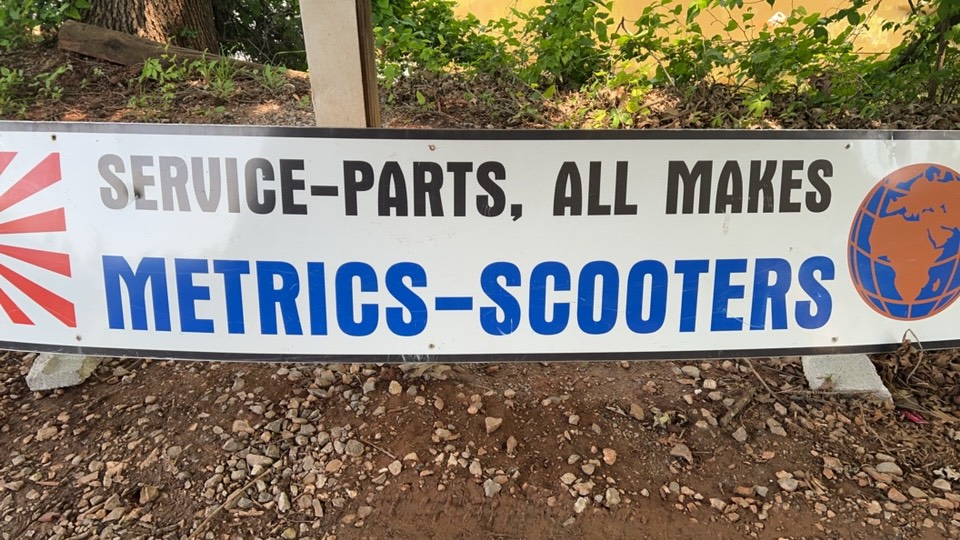 SERVICE-PARTS, ALL MAKES
METRICS-SCOOTERS